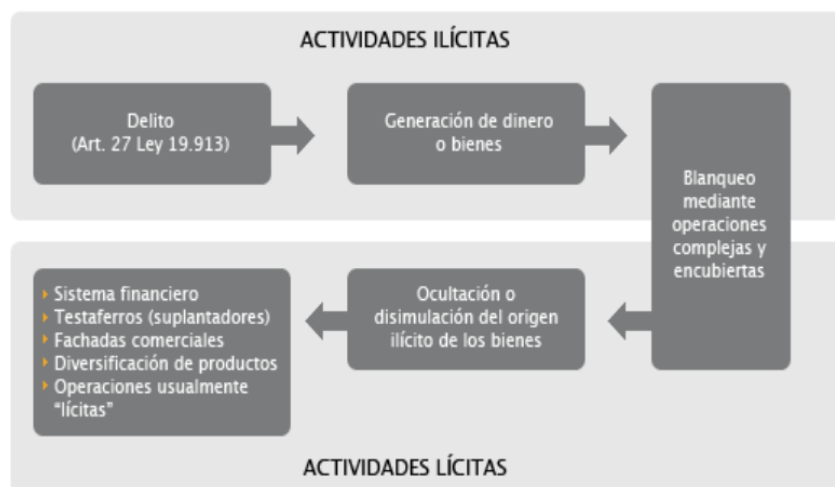 ACTIVIDADES ILÍCITAS
Delito
(Art. 27 Ley 19.913)
Generación de dinero
o bienes
Blanqueo
mediante
operaciones
complejas y
encubiertas
Ocultación o
disimulación del origen
ilícito de los bienes
Sistema financiero
Testaferros (suplantadores)
Fachadas comerciales
Diversificación de productos
Operaciones usualmente
“lícitas”
ACTIVIDADES LÍCITAS